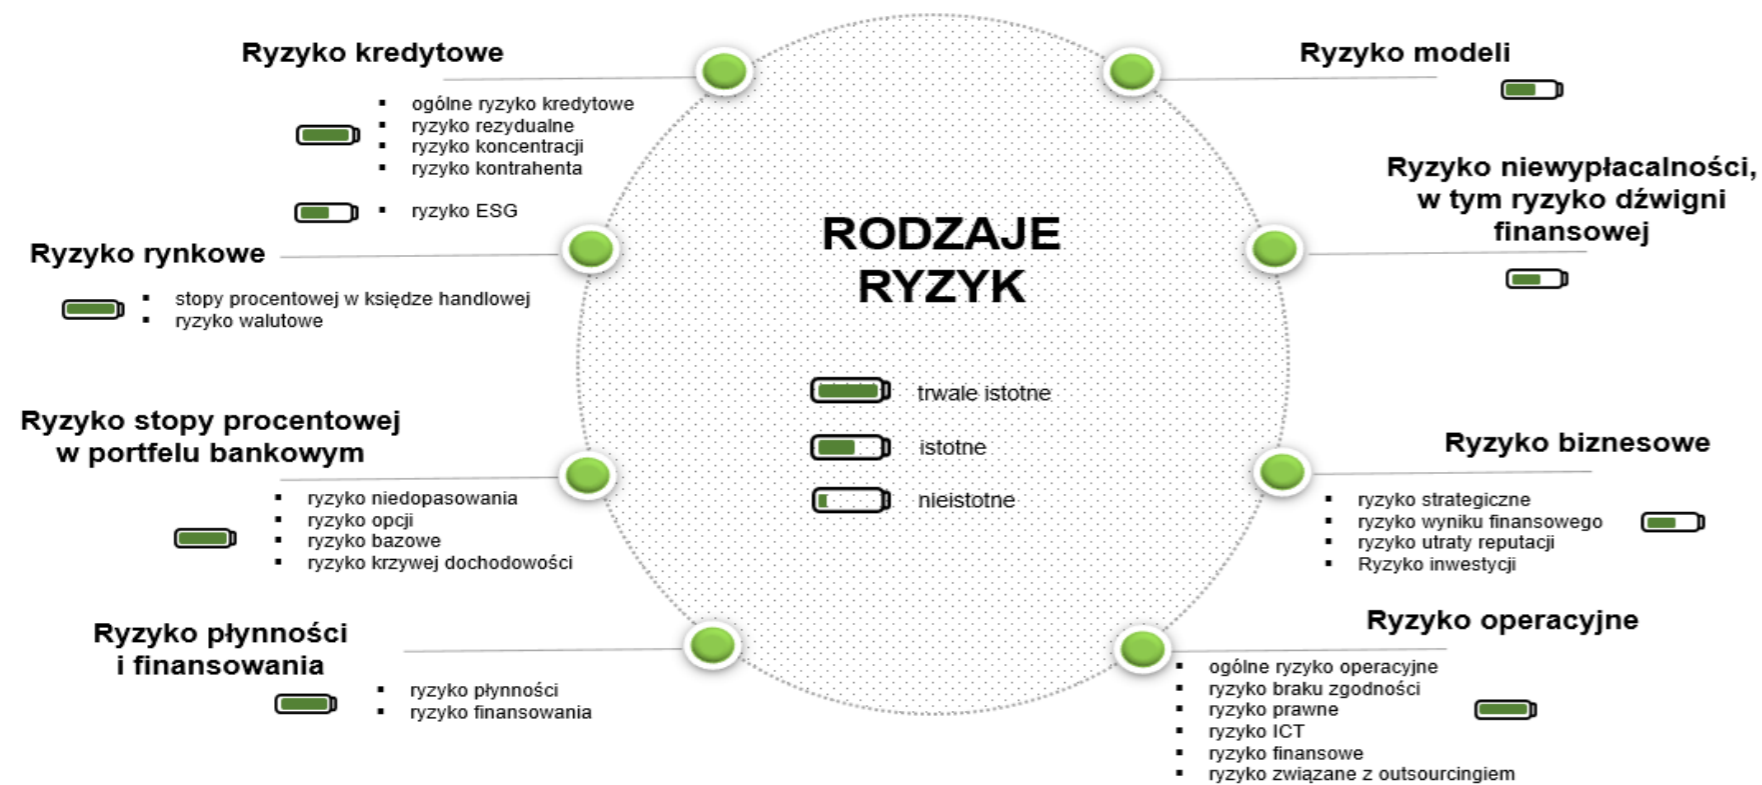 Ryzyko kredytowe
ogólne ryzyko kredytowe
ryzyko rezydualne
ryzyko koncentracji
ryzyko kontrahenta
ryzyko ESG
Ryzyko rynkowe
stopy procentowej w księdze handlowej
ryzyko walutowe
Ryzyko stopy procentowej
w portfelu bankowym
ryzyko niedopasowania
ryzyko opcji
ryzyko bazowe
ryzyko krzywej dochodowości
Ryzyko płynności
i finansowania
ryzyko płynności
ryzyko finansowania
RODZAJE
RYZYK
trwale istotne
istotne
nieistotne
Ryzyko modeli
Ryzyko niewypłacalności,
w tym ryzyko dźwigni
finansowej
Ryzyko biznesowe
ryzyko strategiczne
ryzyko wyniku finansowego
ryzyko utraty reputacji
Ryzyko inwestycji
Ryzyko operacyjne
ogólne ryzyko operacyjne
ryzyko braku zgodności
ryzyko prawne
ryzyko ICT
ryzyko finansowe
ryzyko związane z outsourcingiem